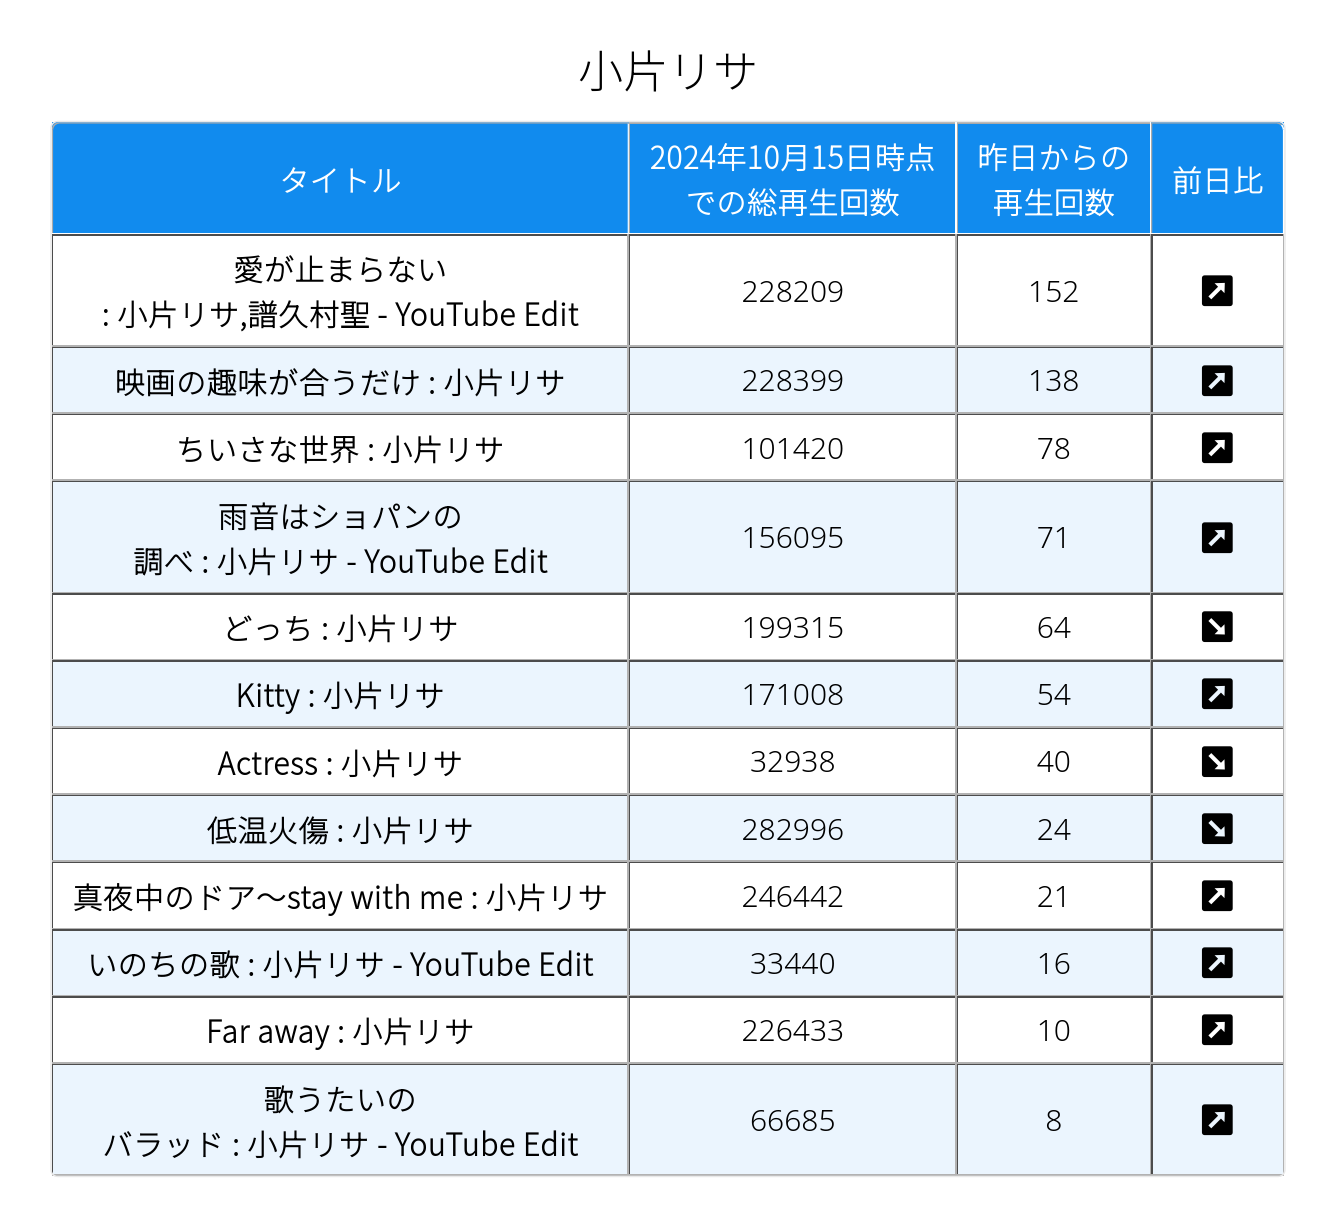 小片リサ
タイトル
2024年10月15日時点
での総再生回数
昨日からの
再生回数
前日比
愛が止まらない
: 小片リサ,譜久村聖 - YouTube Edit
228209
152
映画の趣味が合うだけ : 小片リサ
228399
138
ちいさな世界 : 小片リサ
101420
78
雨音はショパンの
調べ : 小片リサ - YouTube Edit
156095
71
どっち : 小片リサ
199315
64
Kitty : 小片リサ
171008
54
Actress : 小片リサ
32938
40
低温火傷 : 小片リサ
282996
24
真夜中のドア〜stay with me : 小片リサ
246442
21
いのちの歌 : 小片リサ - YouTube Edit
33440
16
Far away : 小片リサ
226433
10
歌うたいの
バラッド : 小片リサ - YouTube Edit
66685
8